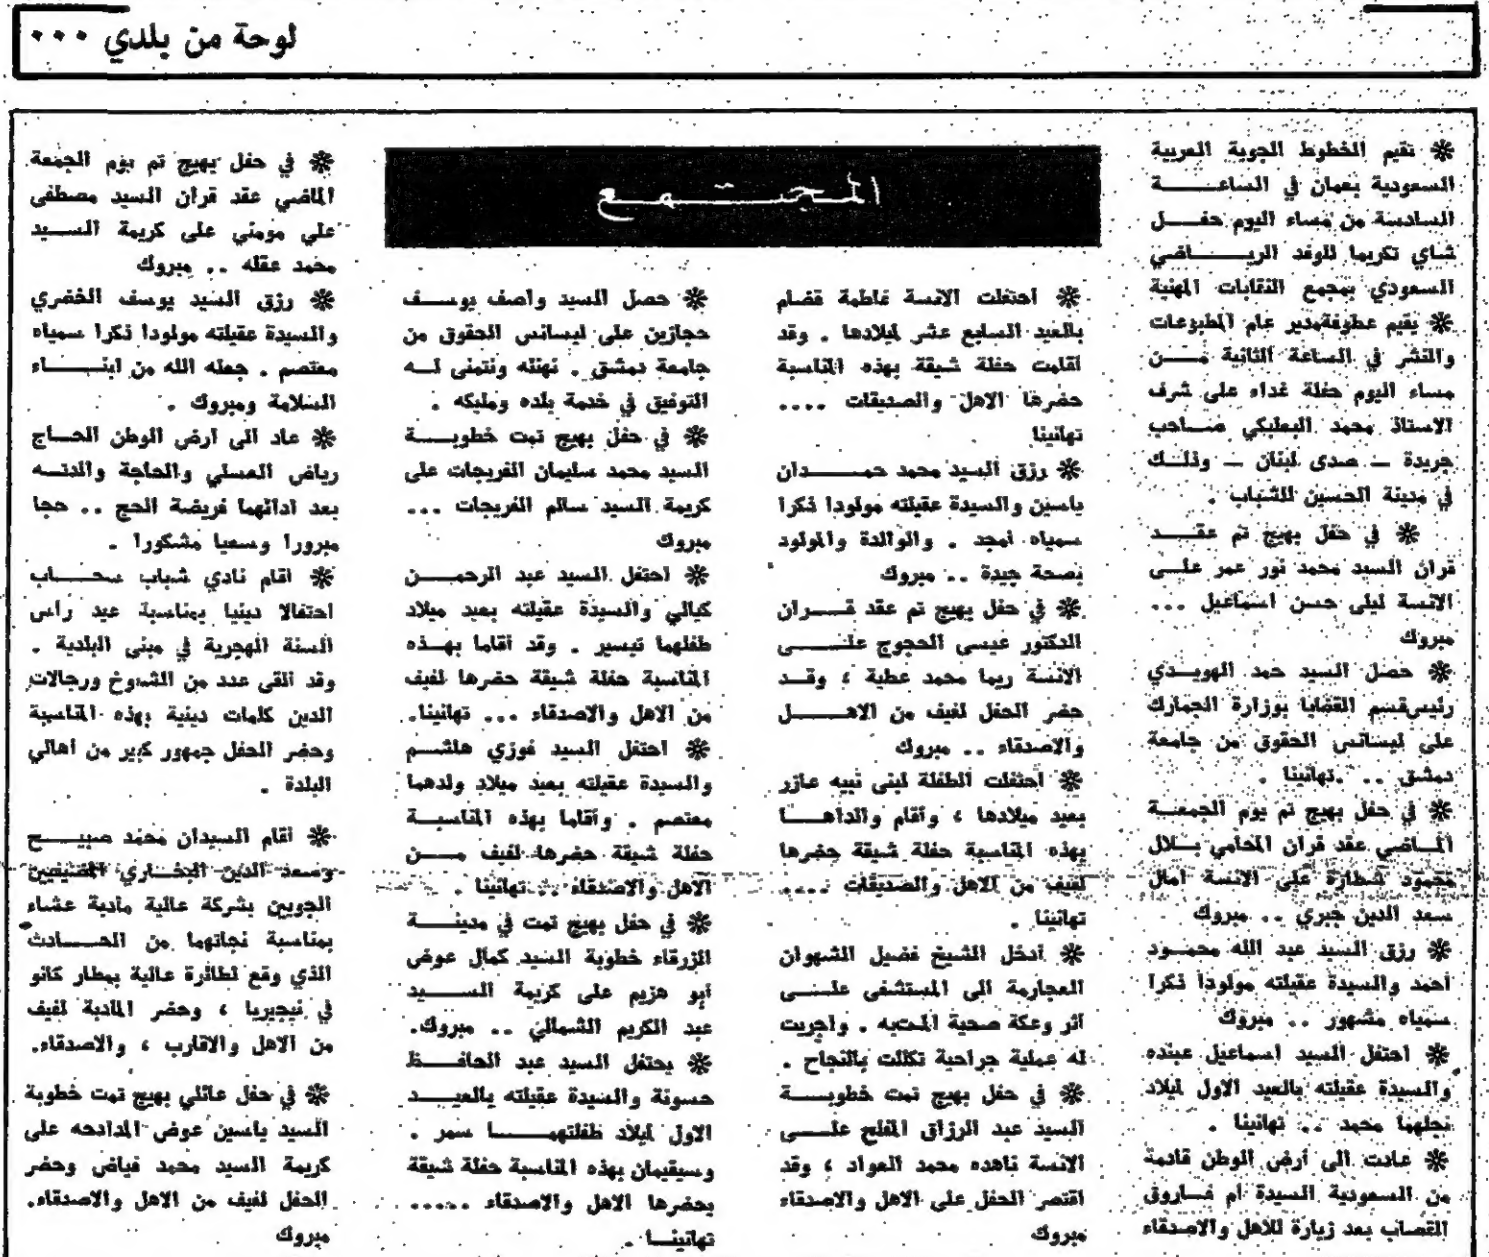 لوحة من بلدي ...
المجتمع
❋ تقيم الخطوط الجوية العربية
السعودية بعمان في الساعة
السادسة من مساء اليوم حفل
شاي تكريما للوفد الرياضي
السعودي بمجمع النقابات المهنية
❋ يقيم عطوفة مدير عام المطبوعات
والنشر في الساعة الثانية من
مساء اليوم حفلة غداء على شرف
الاستاذ محمد البعلبكي صاحب
جريدة ــ صدى لبنان ــ وذلك
في مدينة الحسين للشباب .
❋ في حفل بهيج تم عقد
قران السيد محمد نور عمر على
الانسة ليلى حسن اسماعيل ...
مبروك
❋ حصل السيد حمد الهويدي
رئيس قسم القضايا بوزارة الجمارك
على ليسانس الحقوق من جامعة
دمشق .. تهانينا .
❋ في حفل بهيج تم يوم الجمعة
الماضي عقد قران المحامي بلال
محمود شطارة على الانسة امال
سعد الدين جبري .. مبروك
❋ رزق السيد عبد الله محمود
احمد والسيدة عقيلته مولودا ذكرا
سمياه مشهور .. مبروك
❋ احتفل السيد اسماعيل عبنده
والسيدة عقيلته بالعيد الاول لميلاد
نجلهما محمد .. تهانينا .
❋ عادت الى أرض الوطن قادمة
من السعودية السيدة ام فاروق
القصاب بعد زيارة للاهل والاصدقاء
❋ احتفلت الانسة فاطمة قضام
بالعيد السابع عشر لميلادها . وقد
أقامت حفلة شيقة بهذه المناسبة
حضرها الاهل والصديقات ....
تهانينا
❋ رزق السيد محمد حمدان
ياسين والسيدة عقيلته مولودا ذكرا
سمياه امجد . والوالدة والمولود
بصحة جيدة .. مبروك
❋ في حفل بهيج تم عقد قران
الدكتور عيسى الحجوج على
الانسة ريما محمد عطية ، وقد
حضر الحفل لفيف من الاهل
والاصدقاء .. مبروك
❋ احتفلت الطفلة لبنى نبيه عازر
بعيد ميلادها ، وأقام والداها
بهذه المناسبة حفلة شيقة حضرها
لفيف من الاهل والصديقات ....
تهانينا .
❋ أدخل الشيخ فضيل الشهوان
العجارمة الى المستشفى على
أثر وعكة صحية المت به . واجريت
له عملية جراحية تكللت بالنجاح .
❋ في حفل بهيج تمت خطوبة
السيد عبد الرزاق المفلح على
الانسة ناهده محمد العواد ، وقد
اقتصر الحفل على الاهل والاصدقاء
مبروك
❋ حصل السيد واصف يوسف
حجازين على ليسانس الحقوق من
جامعة دمشق . نهنئه ونتمنى له
التوفيق في خدمة بلده ومليكه .
❋ في حفل بهيج تمت خطوبة
السيد محمد سليمان الفريجات على
كريمة السيد سالم الفريجات ...
مبروك
❋ احتفل السيد عبد الرحمن
كيالي والسيدة عقيلته بعيد ميلاد
طفلهما تيسير . وقد أقاما بهذه
المناسبة حفلة شيقة حضرها لفيف
من الاهل والاصدقاء ... تهانينا.
❋ احتفل السيد فوزي هاشم
والسيدة عقيلته بعيد ميلاد ولدهما
معتصم . وأقاما بهذه المناسبة
حفلة شيقة حضرها لفيف من
الاهل والاصدقاء .. تهانينا .
❋ في حفل بهيج تمت في مدينة
الزرقاء خطوبة السيد كمال عوض
أبو هزيم على كريمة السيد
عبد الكريم الشمالي .. مبروك.
❋ يحتفل السيد عبد الحافظ
حسونة والسيدة عقيلته بالعيد
الاول لميلاد طفلتهما سمر .
وسيقيمان بهذه المناسبة حفلة شيقة
يحضرها الاهل والاصدقاء .....
تهانينا .
❋ في حفل بهيج تم يوم الجمعة
الماضي عقد قران السيد مصطفى
علي مومني على كريمة السيد
محمد عقله .. مبروك
❋ رزق السيد يوسف الخضري
والسيدة عقيلته مولودا ذكرا سمياه
معتصم . جعله الله من ابناء
السلامة ومبروك .
❋ عاد الى ارض الوطن الحاج
رياض العسلي والحاجة والدته
بعد ادائهما فريضة الحج .. حجا
مبرورا وسعيا مشكورا .
❋ اقام نادي شباب سحاب
احتفالا دينيا بمناسبة عيد رأس
السنة الهجرية في مبنى البلدية .
وقد القى عدد من الشيوخ ورجالات
الدين كلمات دينية بهذه المناسبة
وحضر الحفل جمهور كبير من أهالي
البلدة .
❋ أقام السيدان محمد صبيح
وسعد الدين البخاري المضيفين
الجويين بشركة عالية مأدبة عشاء
بمناسبة نجاتهما من الحادث
الذي وقع لطائرة عالية بمطار كانو
في نيجيريا ، وحضر المأدبة لفيف
من الاهل والاقارب ، والاصدقاء.
❋ في حفل عائلي بهيج تمت خطوبة
السيد ياسين عوض المدادحه على
كريمة السيد محمد فياض وحضر
الحفل لفيف من الاهل والاصدقاء.
مبروك